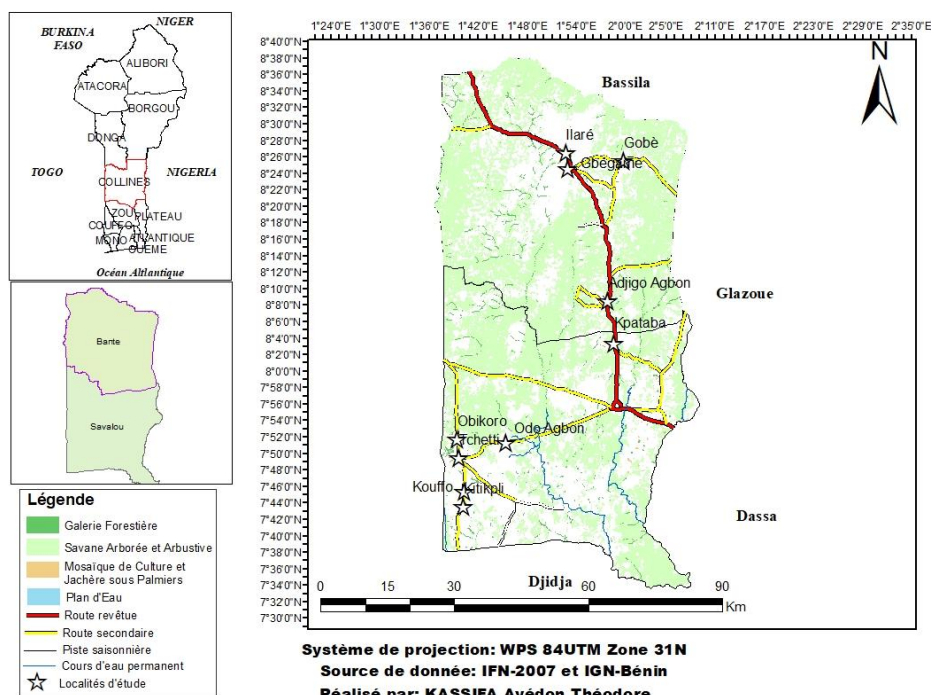 NIGER
BURKINA
FASO
ALIBORI
ATACORA
BORGOU
DONGA
TOGO
NIGERIA
COLLINES
ZOU
PLATEAU
COUFFO
MONO
ATLANTIQUE
OUEME
Océan Altlantique
Bante
Savalou
Légende
Galerie Forestière
Savane Arborée et Arbustive
Mosaïque de Culture et
Jachère sous Palmiers
Plan d'Eau
Route revêtue
Route secondaire
Piste saisonnière
Cours d'eau permanent
Localités d'étude
1°24'0"E 1°30'0"E 1°36'0"E 1°42'0"E 1°48'0"E 1°54'0"E 2°0'0"E 2°5'0"E 2°11'0"E 2°17'0"E 2°23'0"E 2°29'0"E 2°35'0"E
8°40'0"N
8°38'0"N
8°36'0"N
8°34'0"N
8°32'0"N
8°30'0"N
8°28'0"N
8°26'0"N
8°24'0"N
8°20'0"N
8°18'0"N
8°16'0"N
8°14'0"N
8°12'0"N
8°10'0"N
8°8'0"N
8°6'0"N
8°4'0"N
8°2'0"N
8°0'0"N
7°58'0"N
7°56'0"N
7°54'0"N
7°52'0"N
7°50'0"N
7°48'0"N
7°46'0"N
7°44'0"N
7°42'0"N
7°40'0"N
7°38'0"N
7°36'0"N
7°34'0"N
7°32'0"N
7°30'0"N
N
Bassila
Ilaré
Gobè
Gbégamè
Adjigo Agbon
Glazoue
Kpataba
Obikoro
Odo Agbon
Tchetti
Kouffo
Kitikpli
Dassa
Djidja
0 15 30 60 90
Km
Système de projection: WPS 84UTM Zone 31N
Source de donnée: IFN-2007 et IGN-Bénin
Réalisé par: KASSIFA Ayédon Théodore